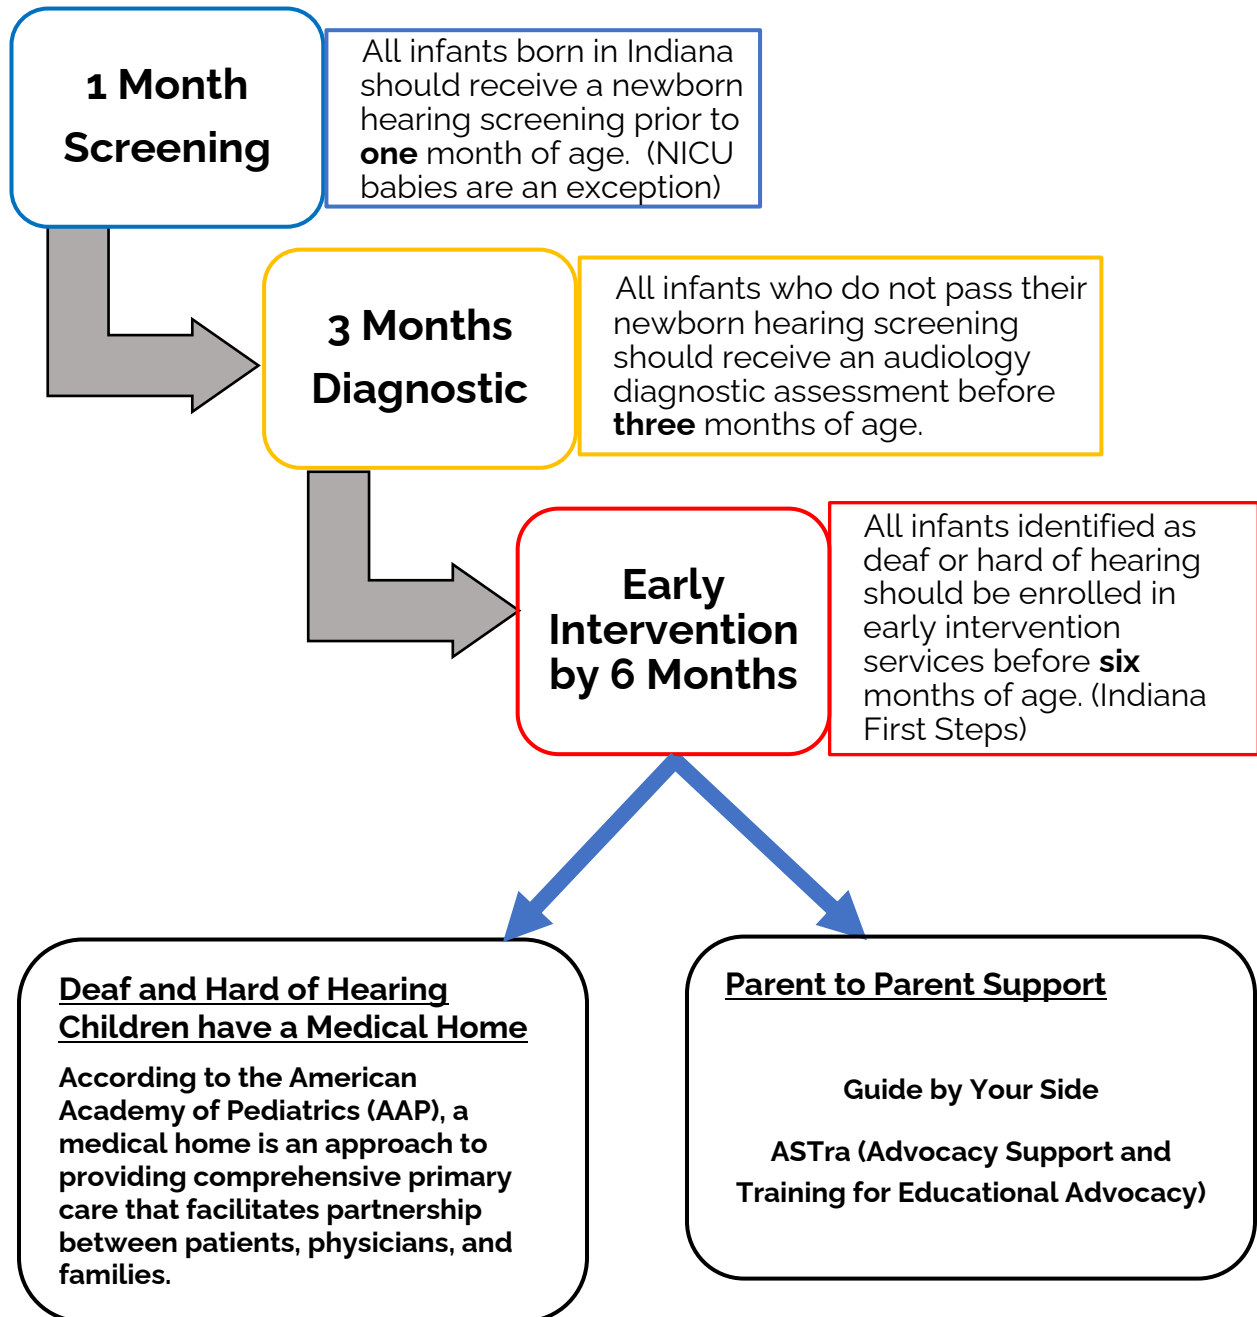 1 Month
Screening
All infants born in Indiana
should receive a newborn
hearing screening prior to
one month of age.  (NICU
babies are an exception)
3 Months
Diagnostic
All infants who do not pass their
newborn hearing screening
should receive an audiology
diagnostic assessment before
three months of age.
Early
Intervention
by 6 Months
All infants identified as
deaf or hard of hearing
should be enrolled in
early intervention
services before six
months of age. (Indiana
First Steps)
Deaf and Hard of Hearing
Children have a Medical Home
According to the American
Academy of Pediatrics (AAP), a
medical home is an approach to
providing comprehensive primary
care that facilitates partnership
between patients, physicians, and
families.
Parent to Parent Support
Guide by Your Side
ASTra (Advocacy Support and
Training for Educational Advocacy)